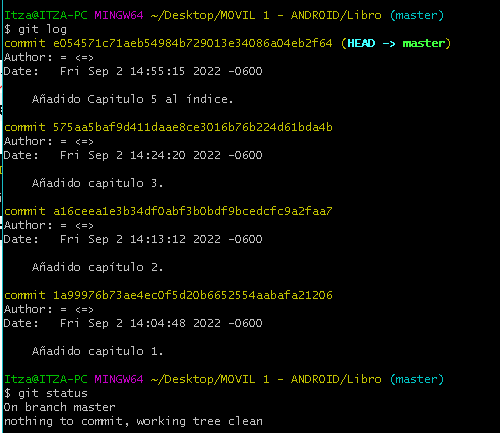 Itza@ITZA-PC MINGW64 ~/Desktop/MOVIL 1 - ANDROID/Libro (master)
$ git log
commit e054571c71aeb54984b729013e34086a04eb2f64 (HEAD -> master)
Author: = <=>
Date:   Fri Sep 2 14:55:15 2022 -0600
    Añadido Capitulo 5 al índice.
commit 575aa5baf9d411daae8ce3016b76b224d61bda4b
Author: = <=>
Date:   Fri Sep 2 14:24:20 2022 -0600
    Añadido capitulo 3.
commit a16ceea1e3b34df0abf3b0bdf9bcedcfc9a2faa7
Author: = <=>
Date:   Fri Sep 2 14:13:12 2022 -0600
    Añadido capítulo 2.
commit 1a99976b73ae4ec0f5d20b6652554aabafa21206
Author: = <=>
Date:   Fri Sep 2 14:04:48 2022 -0600
    Añadido capitulo 1.
Itza@ITZA-PC MINGW64 ~/Desktop/MOVIL 1 - ANDROID/Libro (master)
$ git status
On branch master
nothing to commit, working tree clean